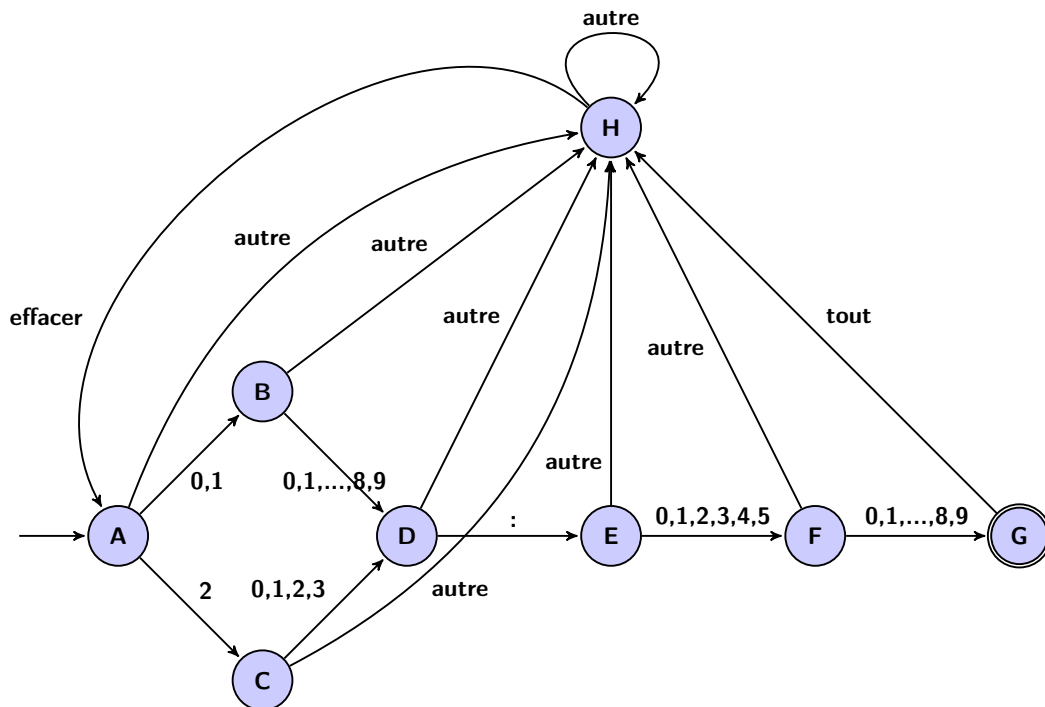 autre
H
autre
autre
effacer
autre
tout
autre
B
autre
0,1
0,1,...,8,9
:
0,1,2,3,4,5
0,1,...,8,9
A
D
E
F
G
2
0,1,2,3
autre
C